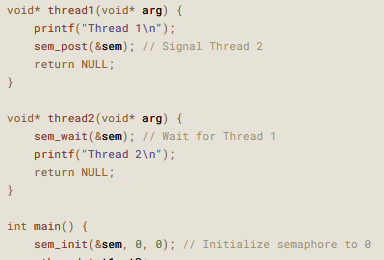 void* thread1(void* arg) {
    printf("Thread 1\n");
    sem_post(&sem); // Signal Thread 2
    return NULL;
}

void* thread2(void* arg) {
    sem_wait(&sem); // Wait for Thread 1
    printf("Thread 2\n");
    return NULL;
}

int main() {
    sem_init(&sem, 0, 0); // Initialize semaphore to 0